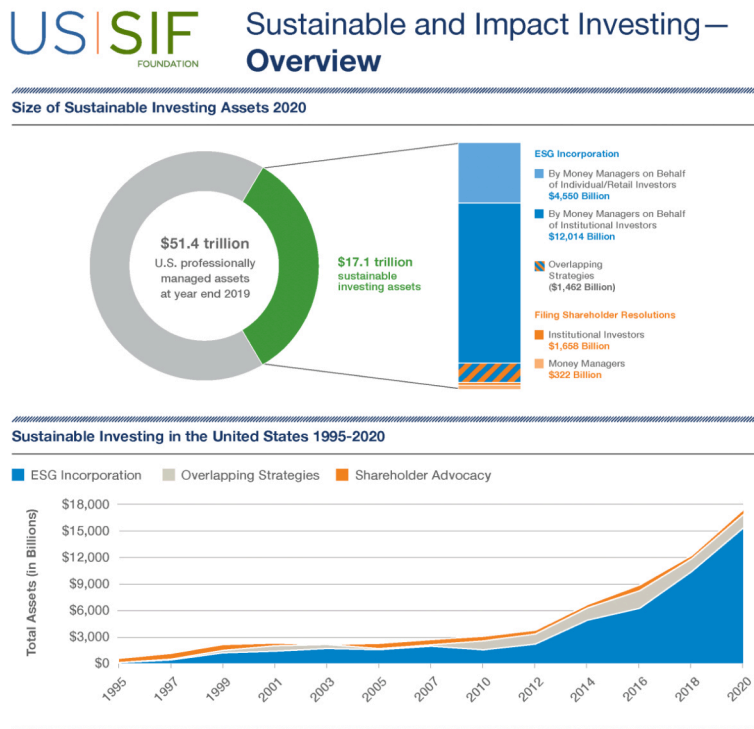 US|SIF
FOUNDATION
Sustainable and Impact Investing—
Overview
Size of Sustainable Investing Assets 2020
$51.4 trillion
U.S. professionally
managed assets
at year end 2019
$17.1 trillion
sustainable
investing assets
ESG Incorporation
By Money Managers on Behalf
of Individual/Retail Investors
$4,550 Billion
By Money Managers on Behalf
of Institutional Investors
$12,014 Billion
Overlapping
Strategies
($1,462 Billion)
Filing Shareholder Resolutions
Institutional Investors
$1,658 Billion
Money Managers
$322 Billion
Sustainable Investing in the United States 1995-2020
ESG Incorporation Overlapping Strategies Shareholder Advocacy
Total Assets (in Billions)
$18,000
$15,000
$12,000
$9,000
$6,000
$3,000
$0
1995 1997 1999 2001 2003 2005 2007 2010 2012 2014 2016 2018 2020